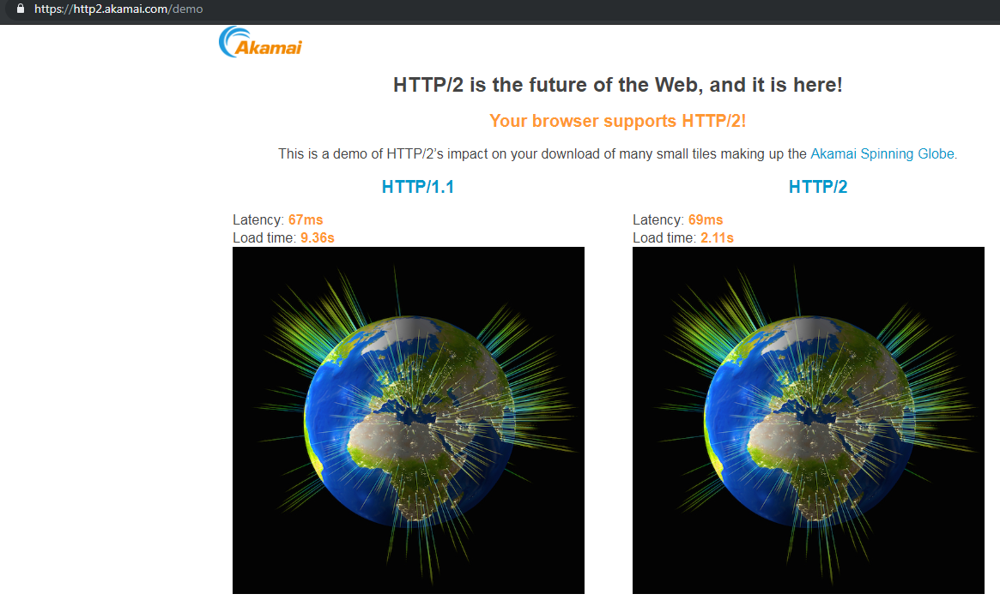 https://http2.akamai.com/demo
Akamai
HTTP/2 is the future of the Web, and it is here!
Your browser supports HTTP/2!
This is a demo of HTTP/2’s impact on your download of many small tiles making up the Akamai Spinning Globe.
HTTP/1.1
Latency: 67ms
Load time: 9.36s
HTTP/2
Latency: 69ms
Load time: 2.11s